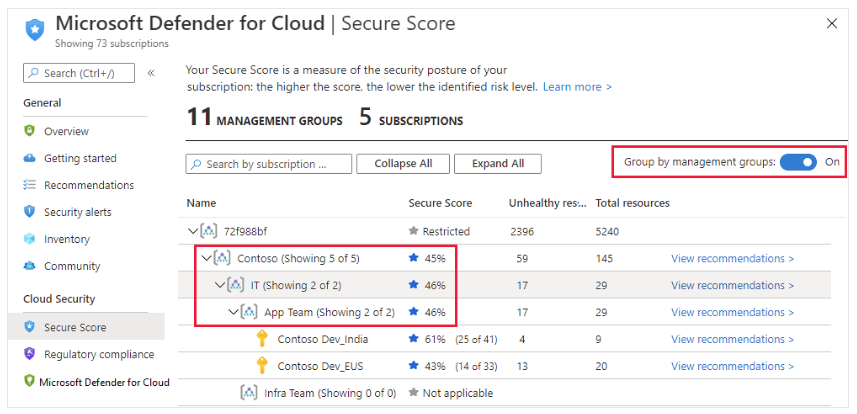 Microsoft Defender for Cloud | Secure Score
Showing 73 subscriptions
Search (Ctrl+/)
«
General
Overview
Getting started
Recommendations
Security alerts
Inventory
Community
Cloud Security
Secure Score
Regulatory compliance
Microsoft Defender for Cloud
Your Secure Score is a measure of the security posture of your
subscription: the higher the score, the lower the identified risk level. Learn more >
11 MANAGEMENT GROUPS 5 SUBSCRIPTIONS
Search by subscription ... Collapse All Expand All Group by management groups: On
Name Secure Score Unhealthy res... Total resources
72f988bf Restricted 2396 5240
Contoso (Showing 5 of 5) 45% 59 145 View recommendations >
IT (Showing 2 of 2) 46% 17 29 View recommendations >
App Team (Showing 2 of 2) 46% 17 29 View recommendations >
Contoso Dev_India 61% (25 of 41) 4 9 View recommendations >
Contoso Dev_EUS 43% (14 of 33) 13 20 View recommendations >
Infra Team (Showing 0 of 0) Not applicable